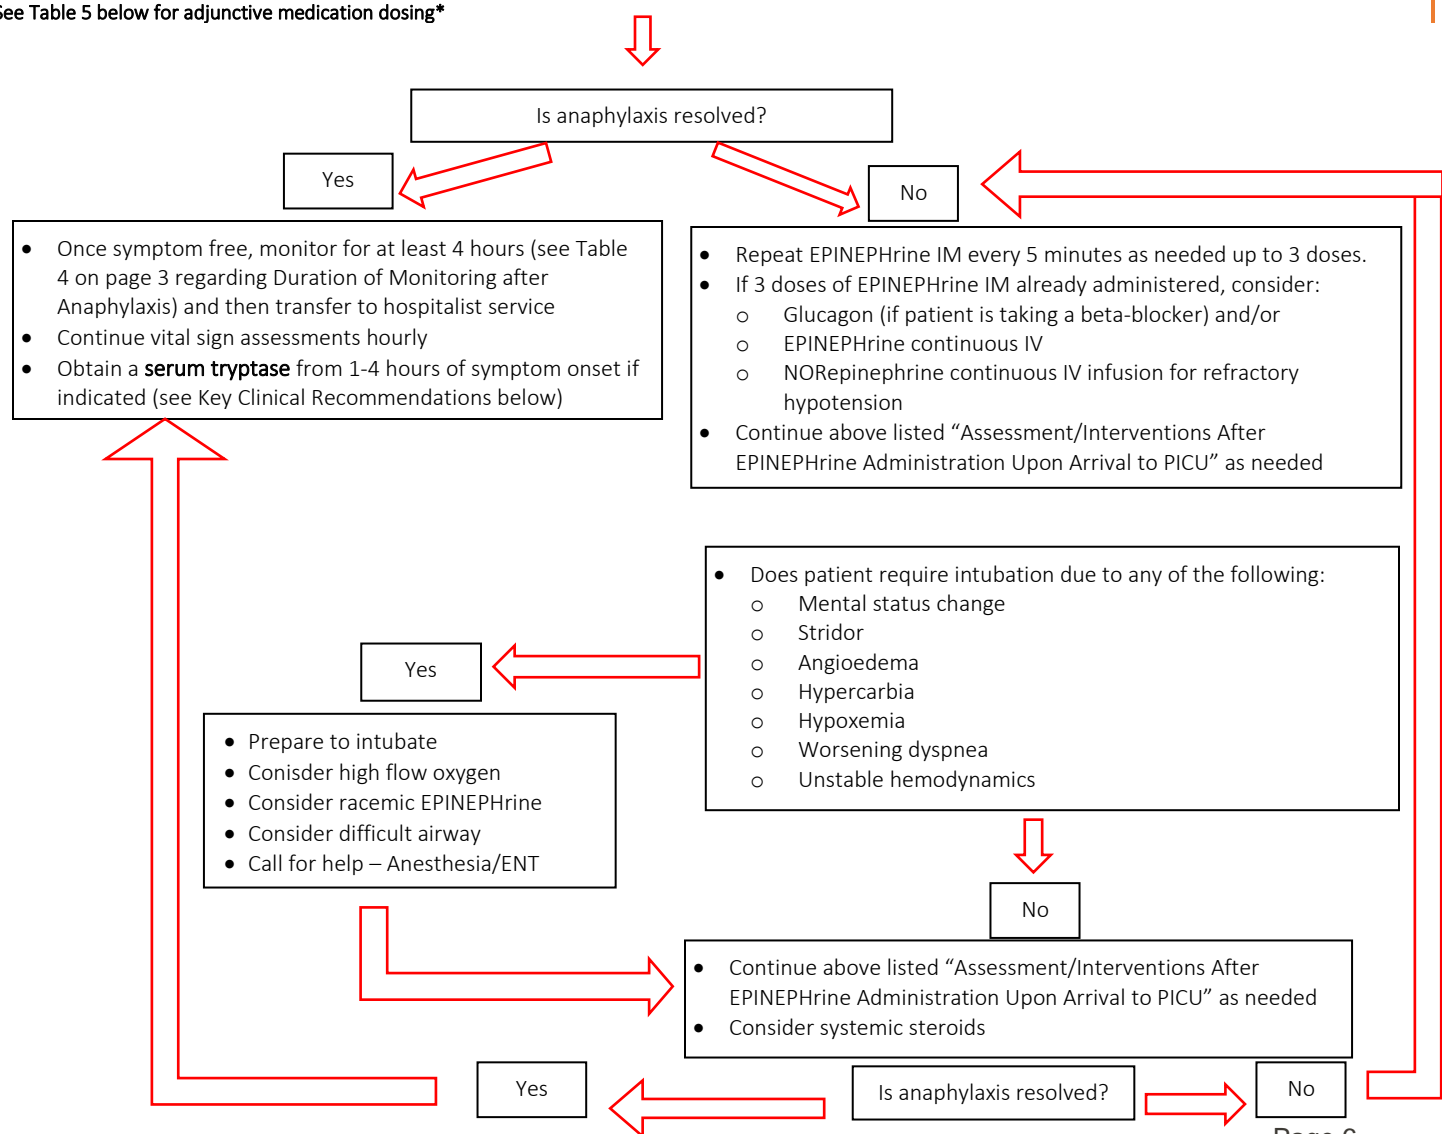 See Table 5 below for adjunctive medication dosing*
Is anaphylaxis resolved?
Yes
No
• Once symptom free, monitor for at least 4 hours (see Table
4 on page 3 regarding Duration of Monitoring after
Anaphylaxis) and then transfer to hospitalist service
• Continue vital sign assessments hourly
• Obtain a serum tryptase from 1-4 hours of symptom onset if
indicated (see Key Clinical Recommendations below)
• Repeat EPINEPHrine IM every 5 minutes as needed up to 3 doses.
• If 3 doses of EPINEPHrine IM already administered, consider:
o Glucagon (if patient is taking a beta-blocker) and/or
o EPINEPHrine continuous IV
o NORepinephrine continuous IV infusion for refractory
hypotension
• Continue above listed “Assessment/Interventions After
EPINEPHrine Administration Upon Arrival to PICU” as needed
• Does patient require intubation due to any of the following:
o Mental status change
o Stridor
o Angioedema
o Hypercarbia
o Hypoxemia
o Worsening dyspnea
o Unstable hemodynamics
Yes
• Prepare to intubate
• Conisder high flow oxygen
• Consider racemic EPINEPHrine
• Consider difficult airway
• Call for help – Anesthesia/ENT
No
• Continue above listed “Assessment/Interventions After
EPINEPHrine Administration Upon Arrival to PICU” as needed
• Consider systemic steroids
Yes
Is anaphylaxis resolved?
No
Page